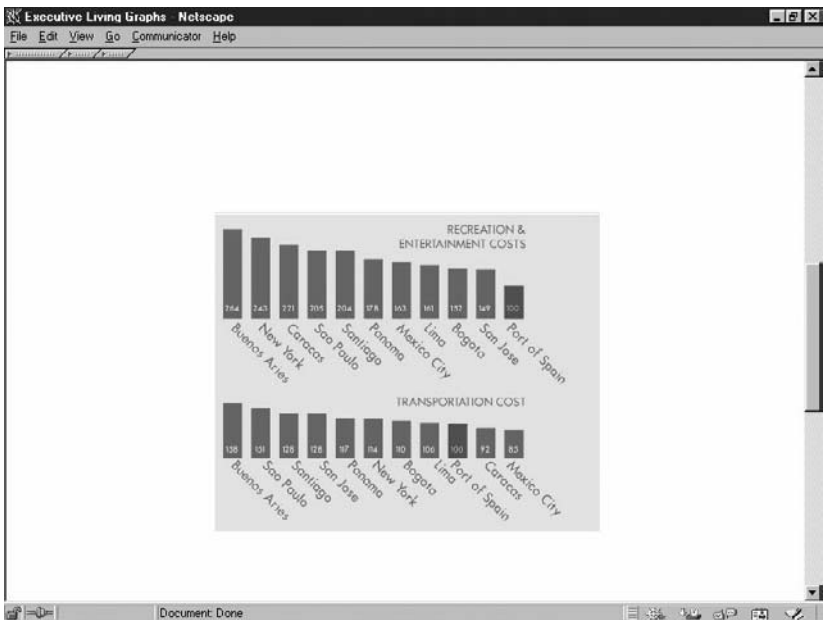 Executive Living Graphs - Netscape
File Edit View Go Communicator Help
RECREATION &
ENTERTAINMENT COSTS
264 243 221 205 204 178 163 161 152 149 100
Buenos Aries New York Caracas Sao Paulo Santiago Panama Mexico City Lima Bogota San Jose Port of Spain
TRANSPORTATION COST
138 131 128 128 117 114 110 106 100 92 85
Buenos Aries Sao Paulo Santiago San Jose Panama New York Bogota Lima Port of Spain Caracas Mexico City
Document: Done